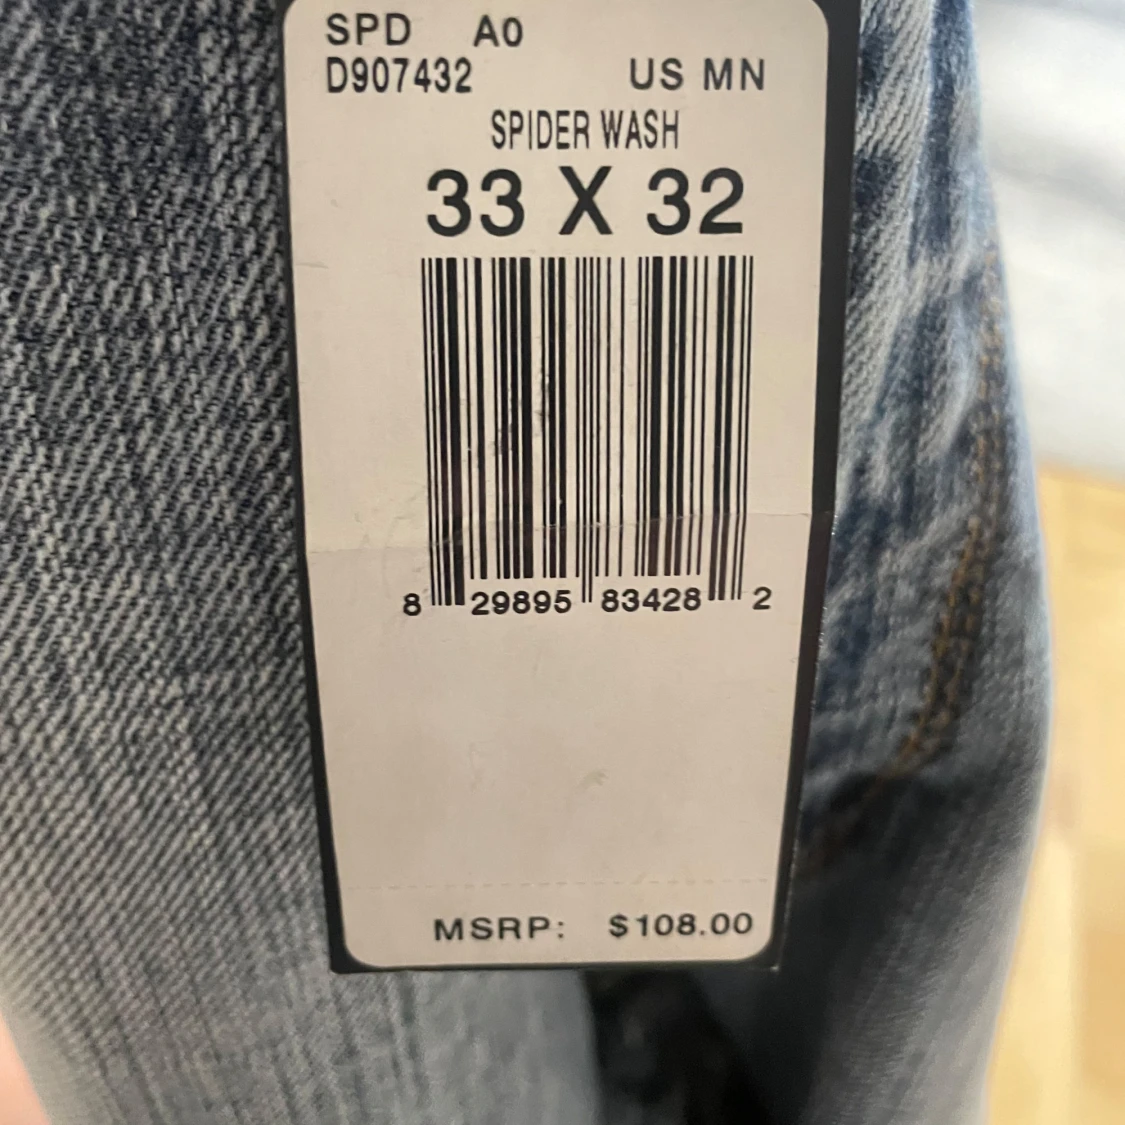 SPD A0
D907432 US MN
SPIDER WASH
33 X 32
8 29895 83428 2
MSRP: $108.00